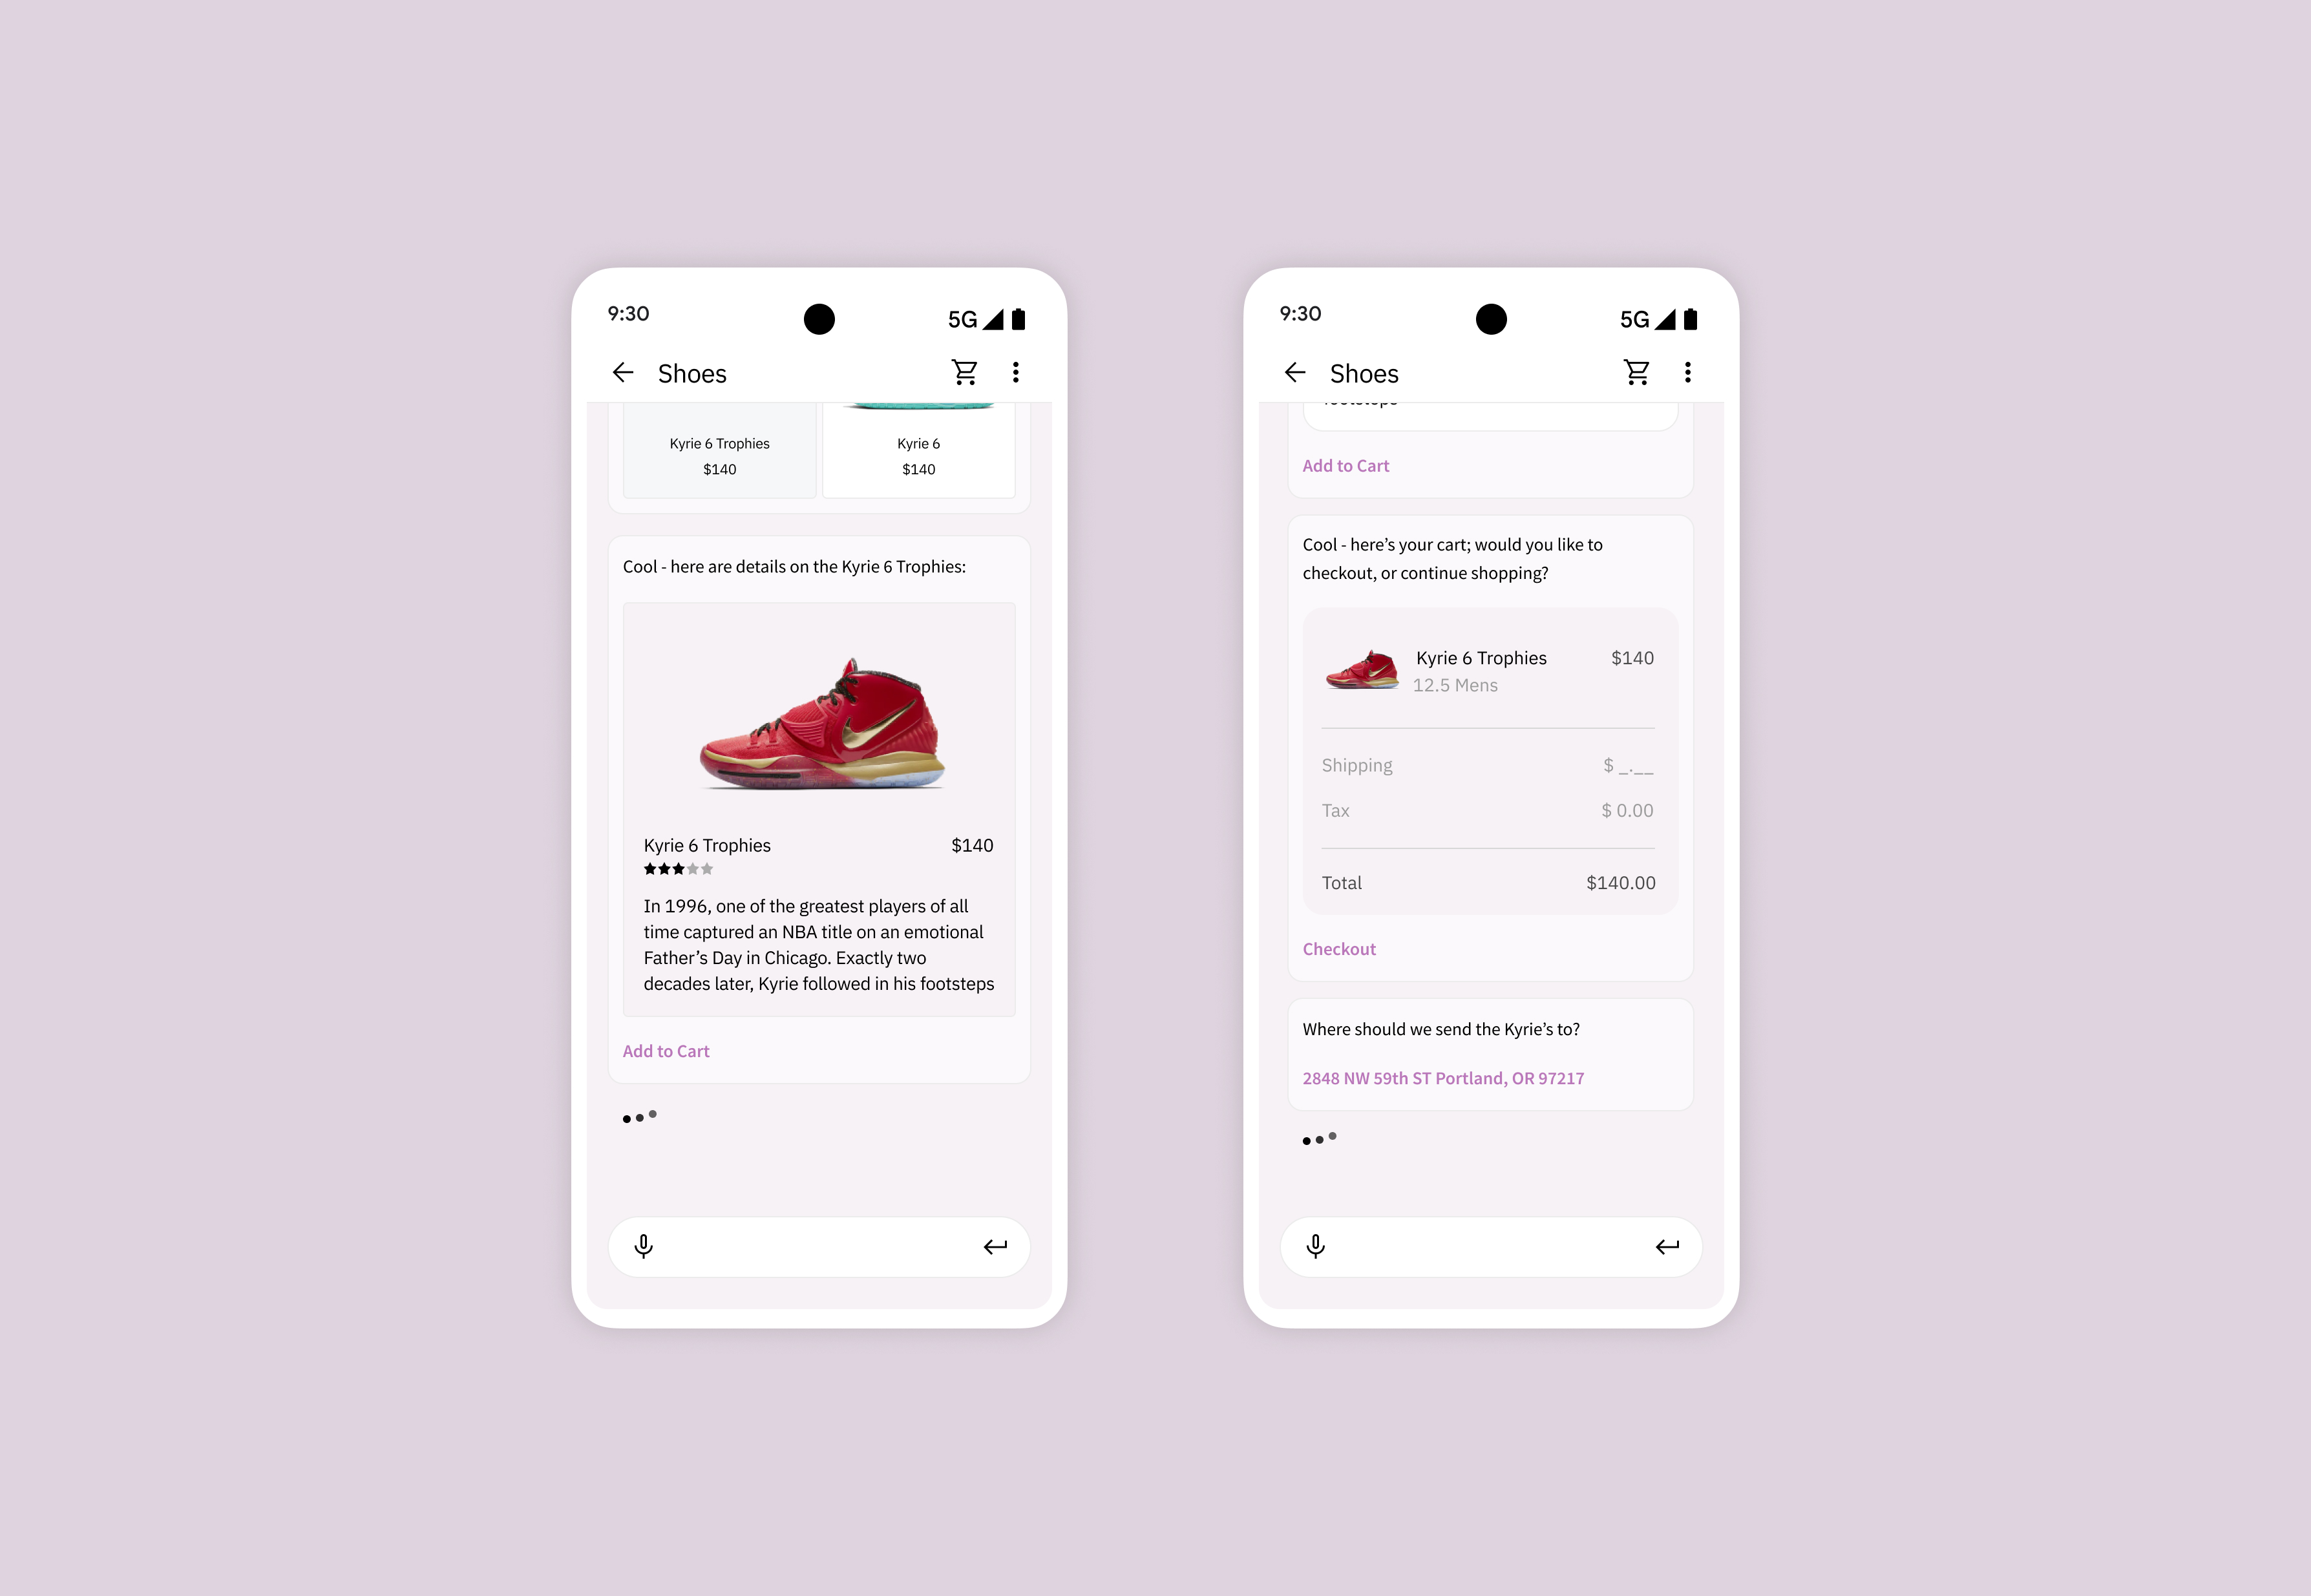 9:30
5G
Shoes
Kyrie 6 Trophies
$140
Kyrie 6
$140
Cool - here are details on the Kyrie 6 Trophies:
Kyrie 6 Trophies
$140
In 1996, one of the greatest players of all
time captured an NBA title on an emotional
Father’s Day in Chicago. Exactly two
decades later, Kyrie followed in his footsteps
Add to Cart
9:30
5G
Shoes
footsteps
Add to Cart
Cool - here’s your cart; would you like to
checkout, or continue shopping?
Kyrie 6 Trophies
$140
12.5 Mens
Shipping
$ _.__
Tax
$ 0.00
Total
$140.00
Checkout
Where should we send the Kyrie’s to?
2848 NW 59th ST Portland, OR 97217